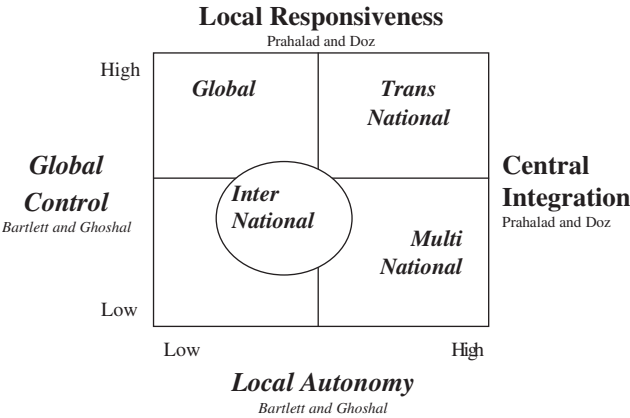 Local Responsiveness
Prahalad and Doz
High
Global
Trans
National
Global
Control
Bartlett and Ghoshal
Inter
National
Central
Integration
Prahalad and Doz
Multi
National
Low
Low
High
Local Autonomy
Bartlett and Ghoshal